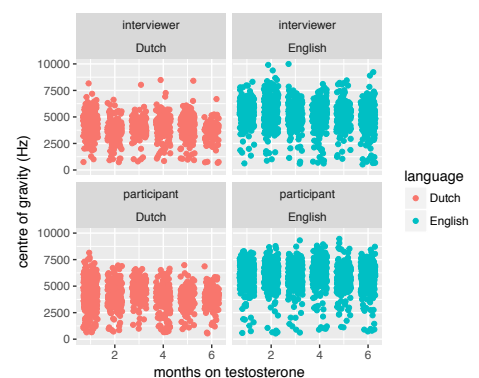 interviewer interviewer
Dutch English
10000
7500
5000
2500
0
participant participant
Dutch English
10000
7500
5000
2500
0
2 4 6 2 4 6
months on testosterone
centre of gravity (Hz)
language
Dutch
English